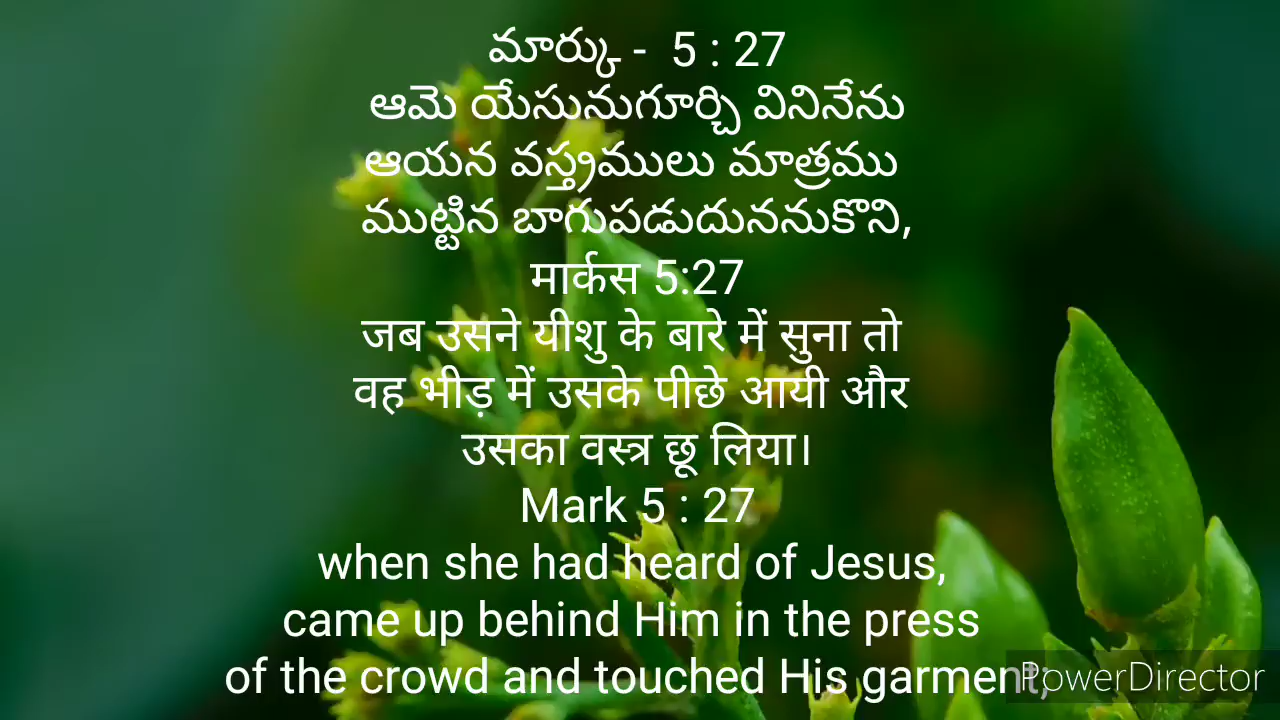 మార్కు - 5 : 27
ఆమె యేసునుగూర్చి వినినేను
ఆయన వస్త్రములు మాత్రము
ముట్టిన బాగుపడుదుననుకొని,
मार्कस 5:27
जब उसने यीशु के बारे में सुना तो
वह भीड़ में उसके पीछे आयी और
उसका वस्त्र छू लिया।
Mark 5 : 27
when she had heard of Jesus,
came up behind Him in the press
of the crowd and touched His garment;
PowerDirector